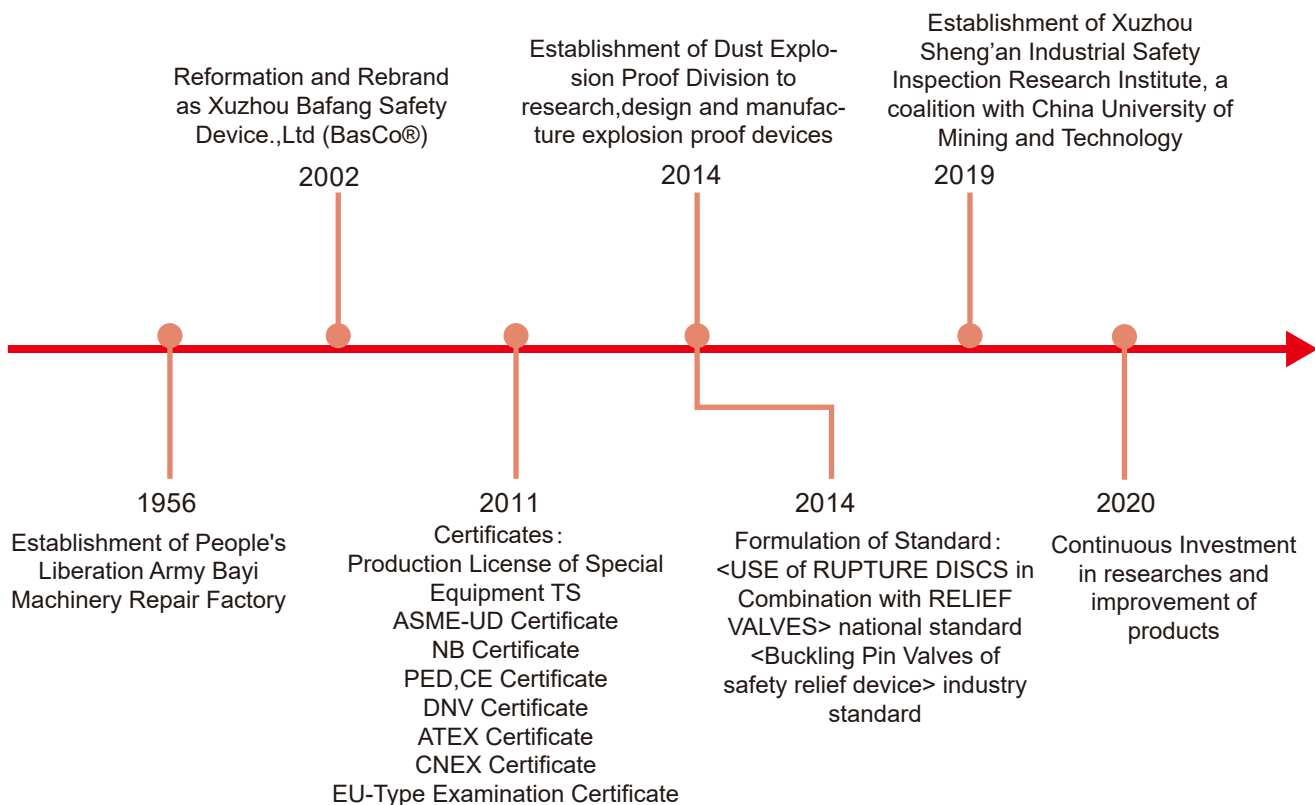 Reformation and Rebrand
as Xuzhou Bafang Safety
Device.,Ltd (BasCo®)
2002
Establishment of Dust Explo-
sion Proof Division to
research,design and manufac-
ture explosion proof devices
2014
Establishment of Xuzhou
Sheng’an Industrial Safety
Inspection Research Institute, a
coalition with China University of
Mining and Technology
2019
1956
Establishment of People's
Liberation Army Bayi
Machinery Repair Factory
2011
Certificates:
Production License of Special
Equipment TS
ASME-UD Certificate
NB Certificate
PED,CE Certificate
DNV Certificate
ATEX Certificate
CNEX Certificate
EU-Type Examination Certificate
2014
Formulation of Standard:
<USE of RUPTURE DISCS in
Combination with RELIEF
VALVES> national standard
<Buckling Pin Valves of
safety relief device> industry
standard
2020
Continuous Investment
in researches and
improvement of
products